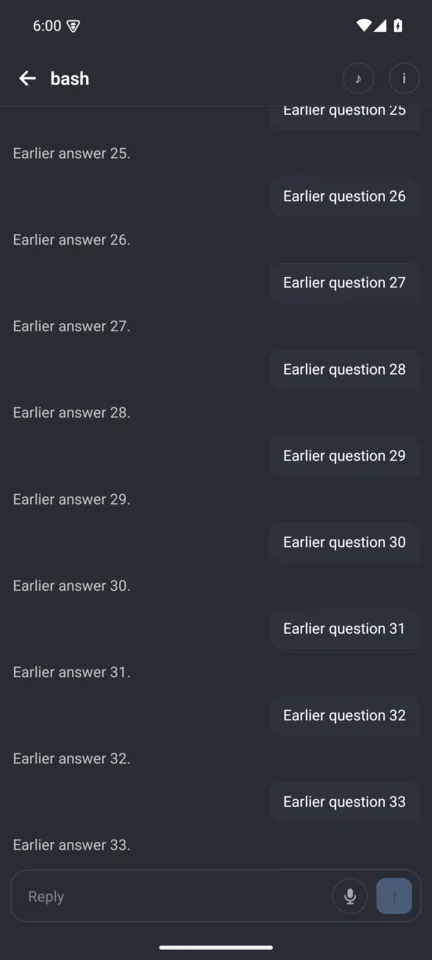 6:00
bash
Earlier question 25
Earlier answer 25.
Earlier question 26
Earlier answer 26.
Earlier question 27
Earlier answer 27.
Earlier question 28
Earlier answer 28.
Earlier question 29
Earlier answer 29.
Earlier question 30
Earlier answer 30.
Earlier question 31
Earlier answer 31.
Earlier question 32
Earlier answer 32.
Earlier question 33
Earlier answer 33.
Reply